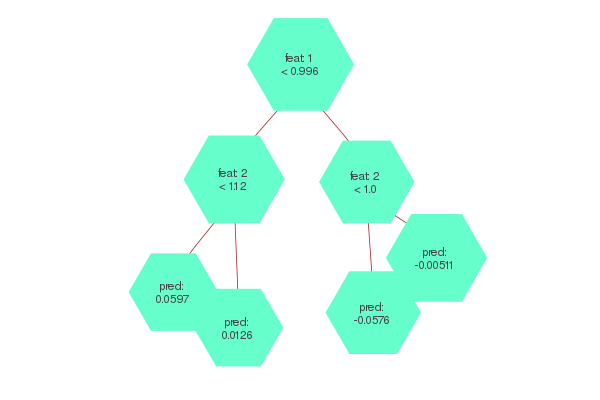 feat: 1
< 0.996
feat: 2
< 1.12
feat: 2
< 1.0
pred:
-0.00511
pred:
0.0597
pred:
-0.0576
pred:
0.0126